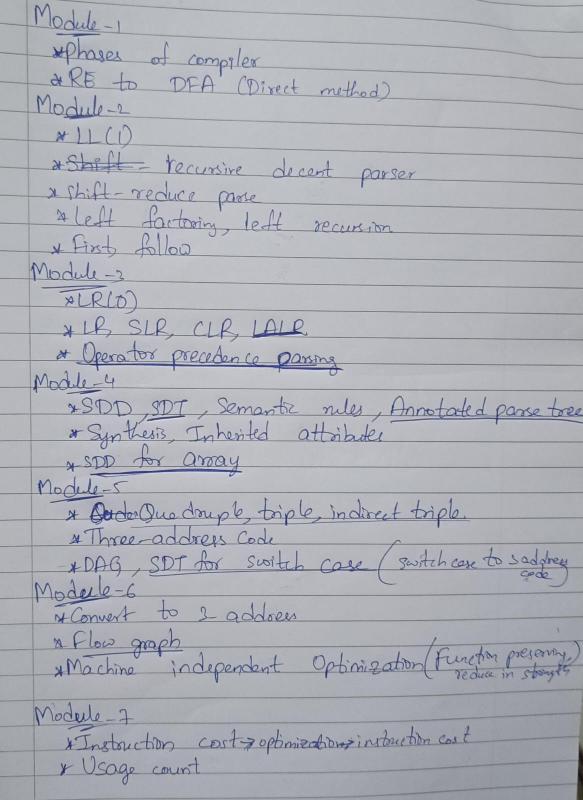 Module-1
*Phases of compiler
*RE to DFA (Direct method)
Module-2
* LL(1)
* Shift- recursive decent parser
* shift-reduce parse
* left factoring, left recursion
* First, follow
Module-3
*LR(0)
* LR, SLR, CLR, LALR
* Operator precedence parsing
Module-4
*SDD, SDT, Semantic rules, Annotated parse tree
* Synthesis, Inherited attributes
* SDD for array
Module-5
* Quadruple, triple, indirect triple.
*Three-address code
*DAG, SDT for switch case (switch case to 3 address
code)
Module-6
*Convert to 3 address
* Flow graph
*Machine independent Optimization (Function preserving,
reduce in strength)
Module-7
*Instruction cost→optimization→instruction cost
* Usage count